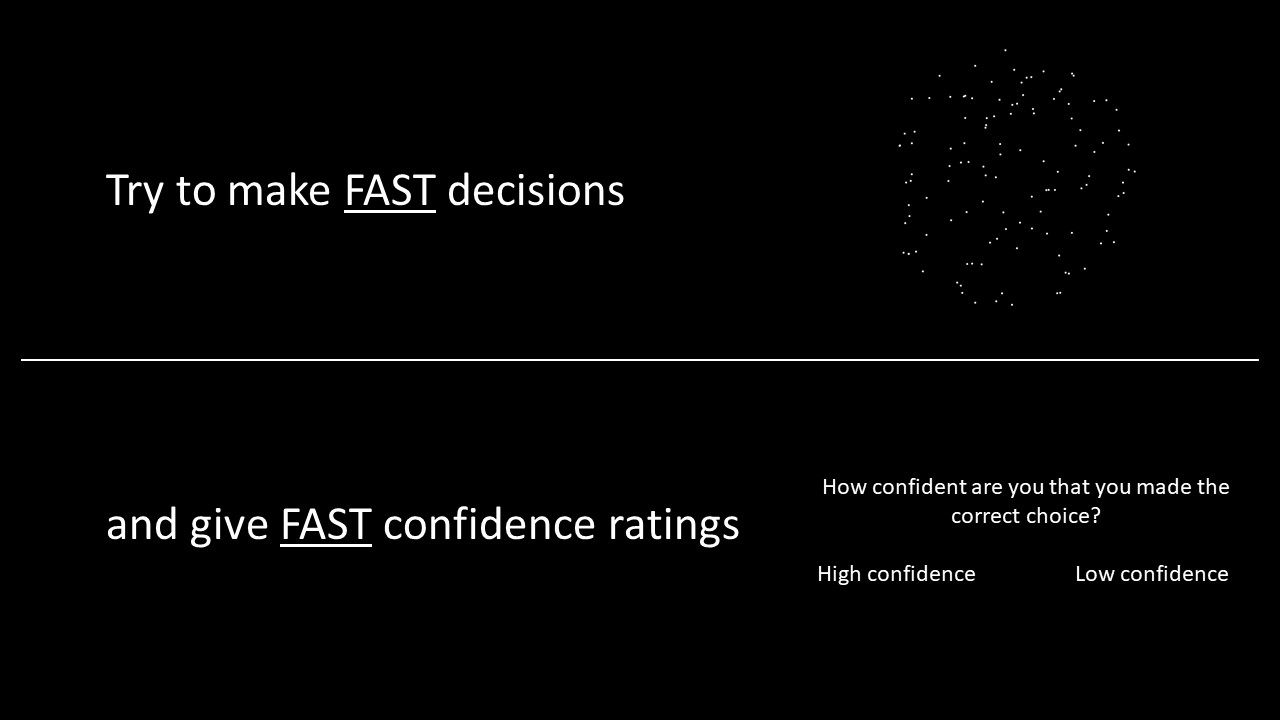 Try to make FAST decisions
and give FAST confidence ratings
How confident are you that you made the
correct choice?
High confidence
Low confidence